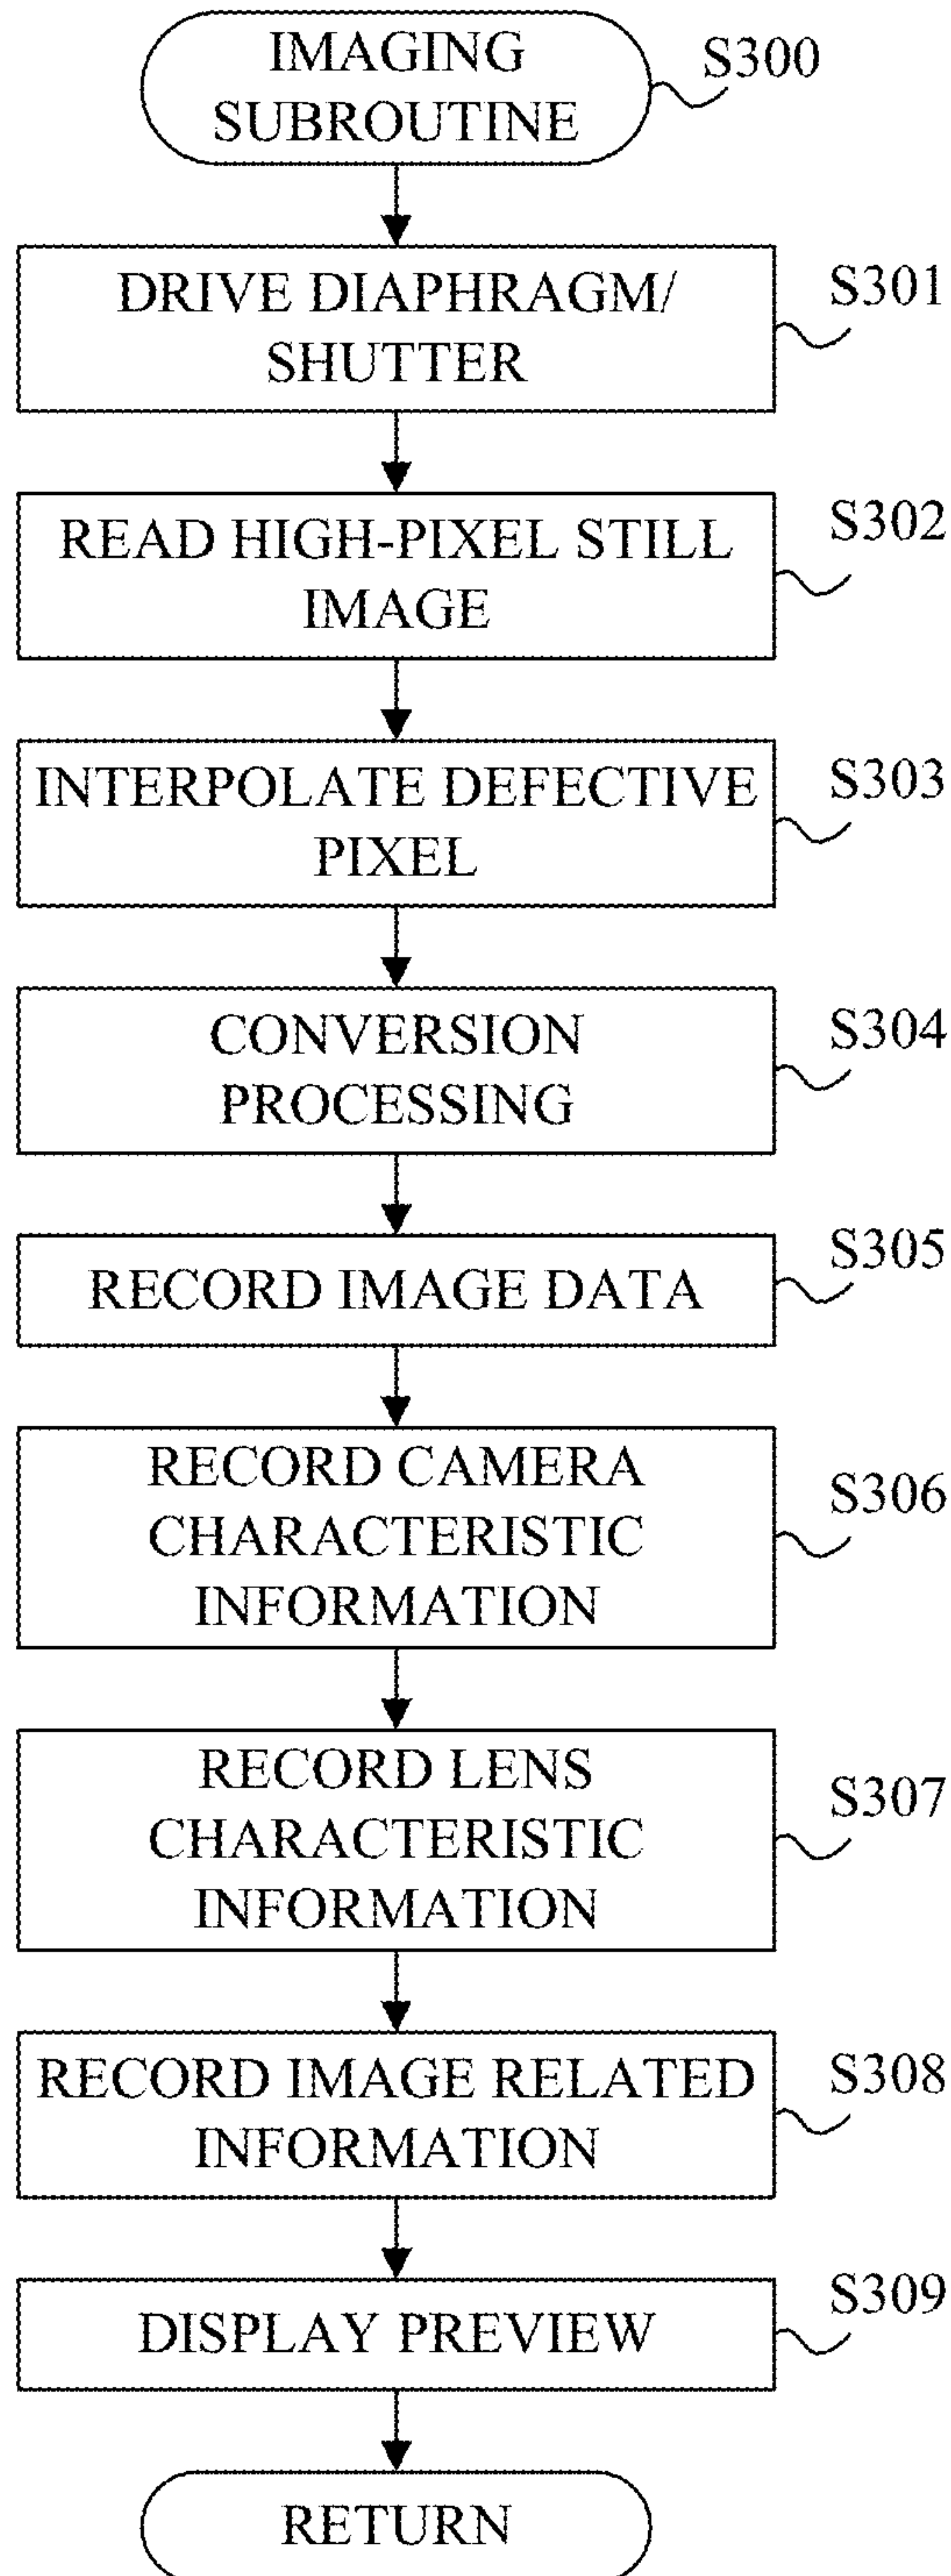 IMAGING
SUBROUTINE
S300
DRIVE DIAPHRAGM/
SHUTTER
S301
READ HIGH-PIXEL STILL
IMAGE
S302
INTERPOLATE DEFECTIVE
PIXEL
S303
CONVERSION
PROCESSING
S304
RECORD IMAGE DATA
S305
RECORD CAMERA
CHARACTERISTIC
INFORMATION
S306
RECORD LENS
CHARACTERISTIC
INFORMATION
S307
RECORD IMAGE RELATED
INFORMATION
S308
DISPLAY PREVIEW
S309
RETURN